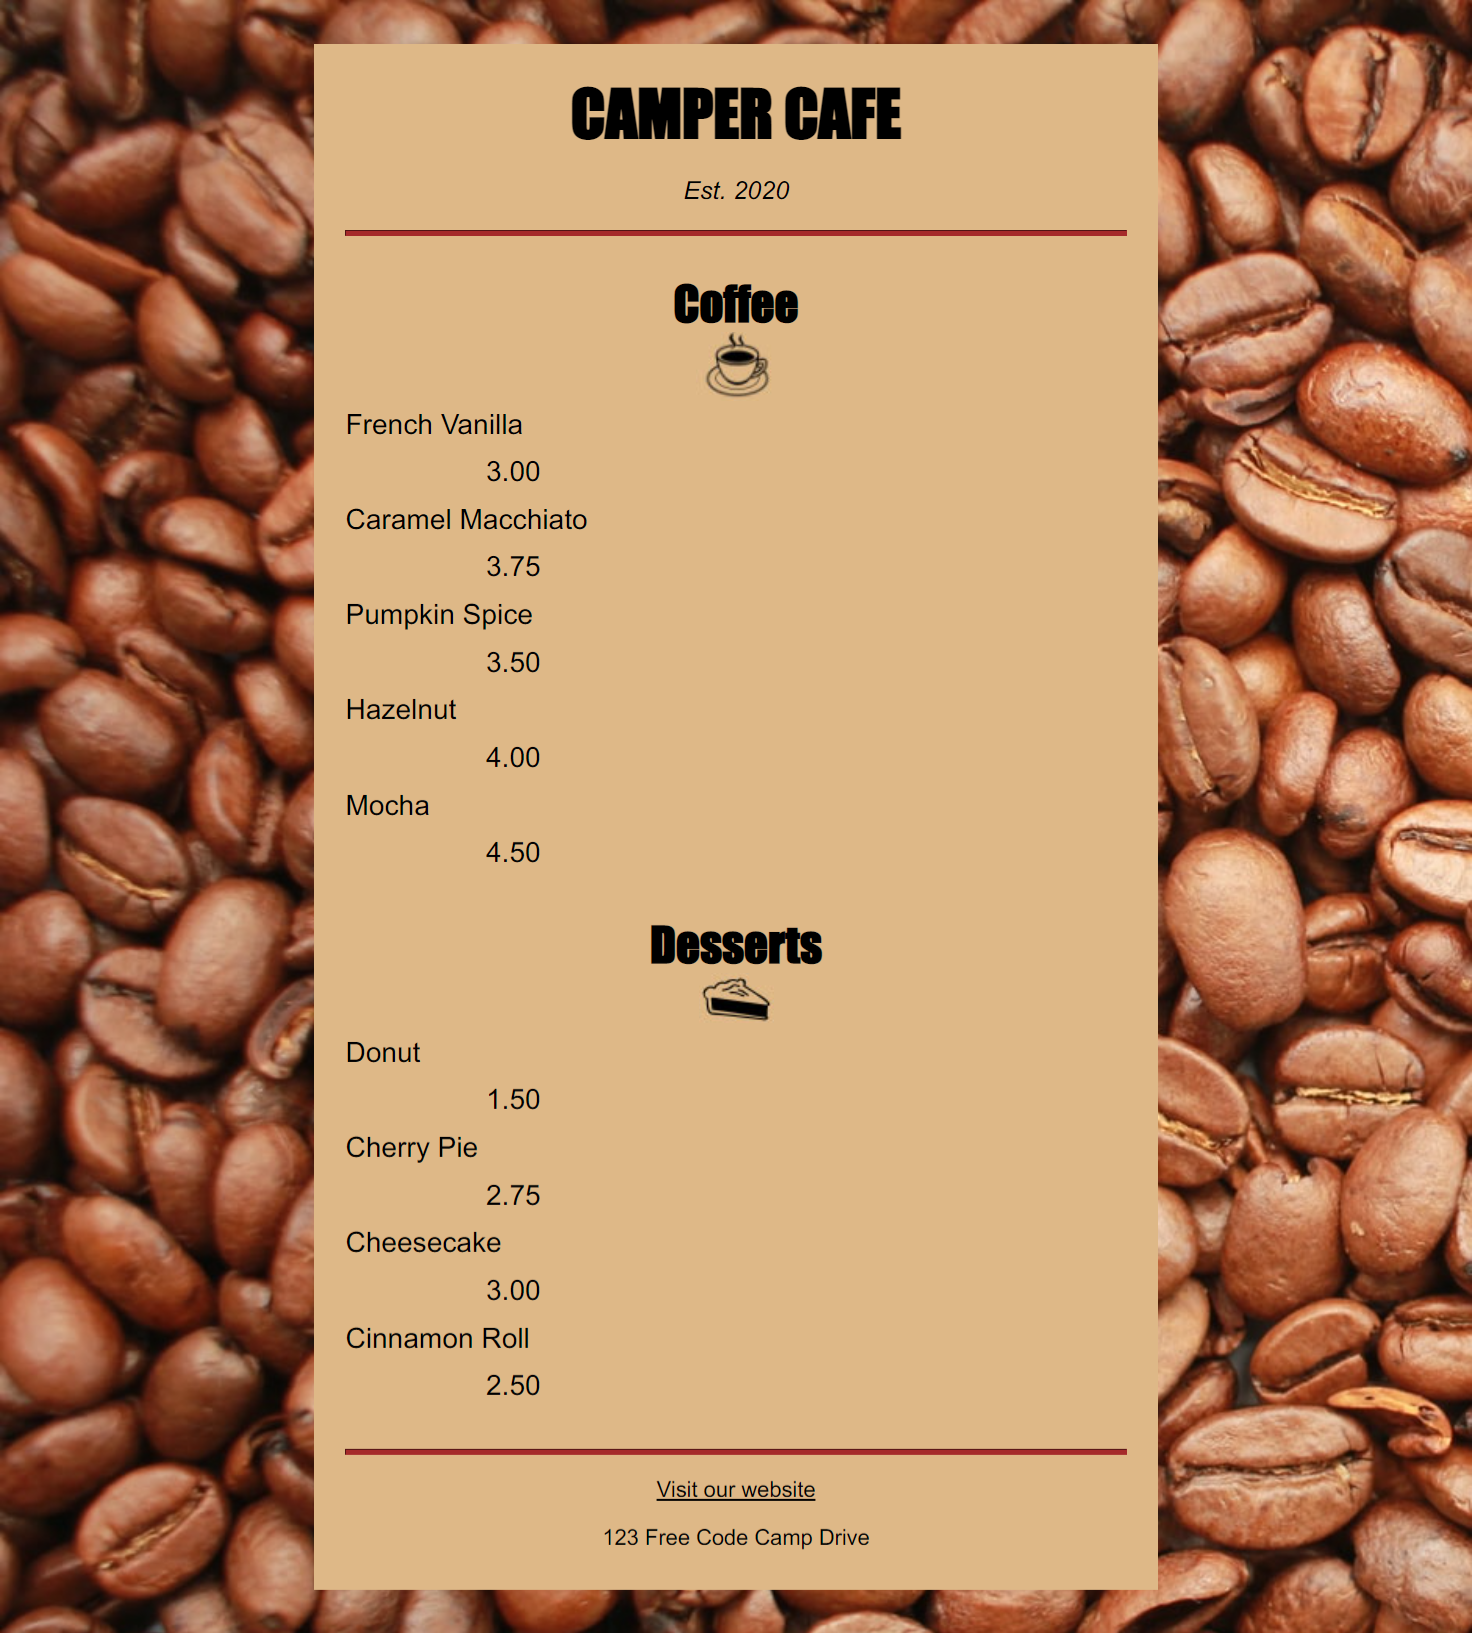 CAMPER CAFE
Est. 2020
Coffee
French Vanilla
3.00
Caramel Macchiato
3.75
Pumpkin Spice
3.50
Hazelnut
4.00
Mocha
4.50
Desserts
Donut
1.50
Cherry Pie
2.75
Cheesecake
3.00
Cinnamon Roll
2.50
Visit our website
123 Free Code Camp Drive